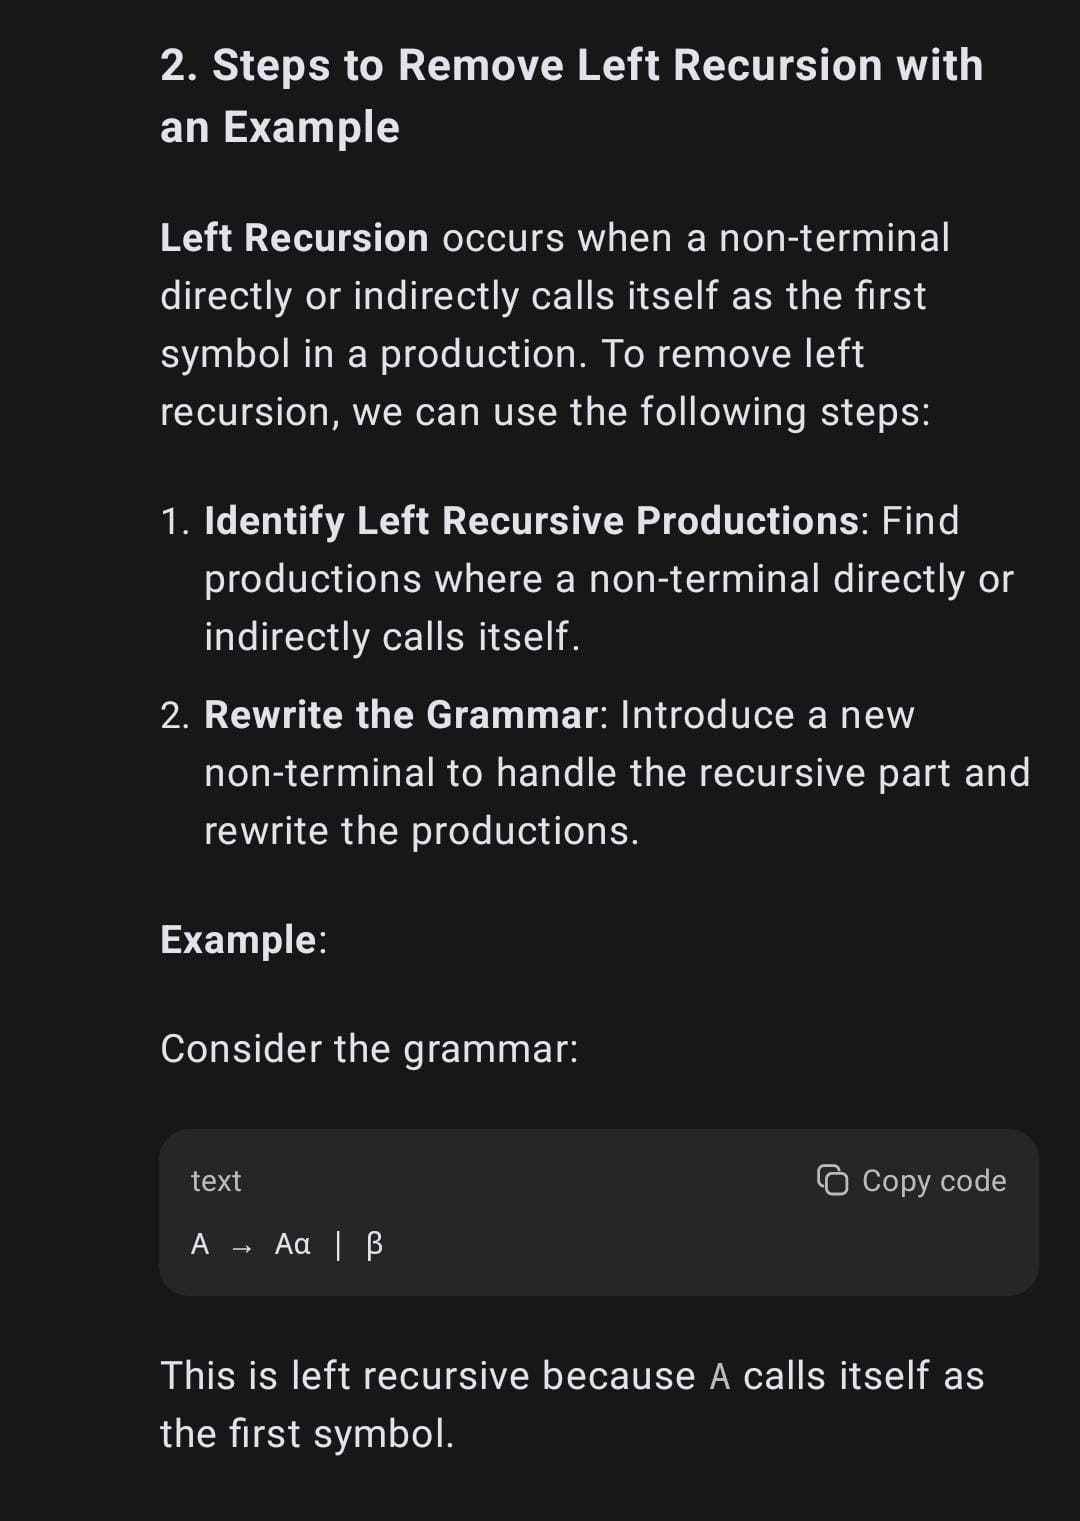 2. Steps to Remove Left Recursion with
an Example
Left Recursion occurs when a non-terminal
directly or indirectly calls itself as the first
symbol in a production. To remove left
recursion, we can use the following steps:
1. Identify Left Recursive Productions: Find
productions where a non-terminal directly or
indirectly calls itself.
2. Rewrite the Grammar: Introduce a new
non-terminal to handle the recursive part and
rewrite the productions.
Example:
Consider the grammar:
text Copy code
A → Aα | β
This is left recursive because A calls itself as
the first symbol.